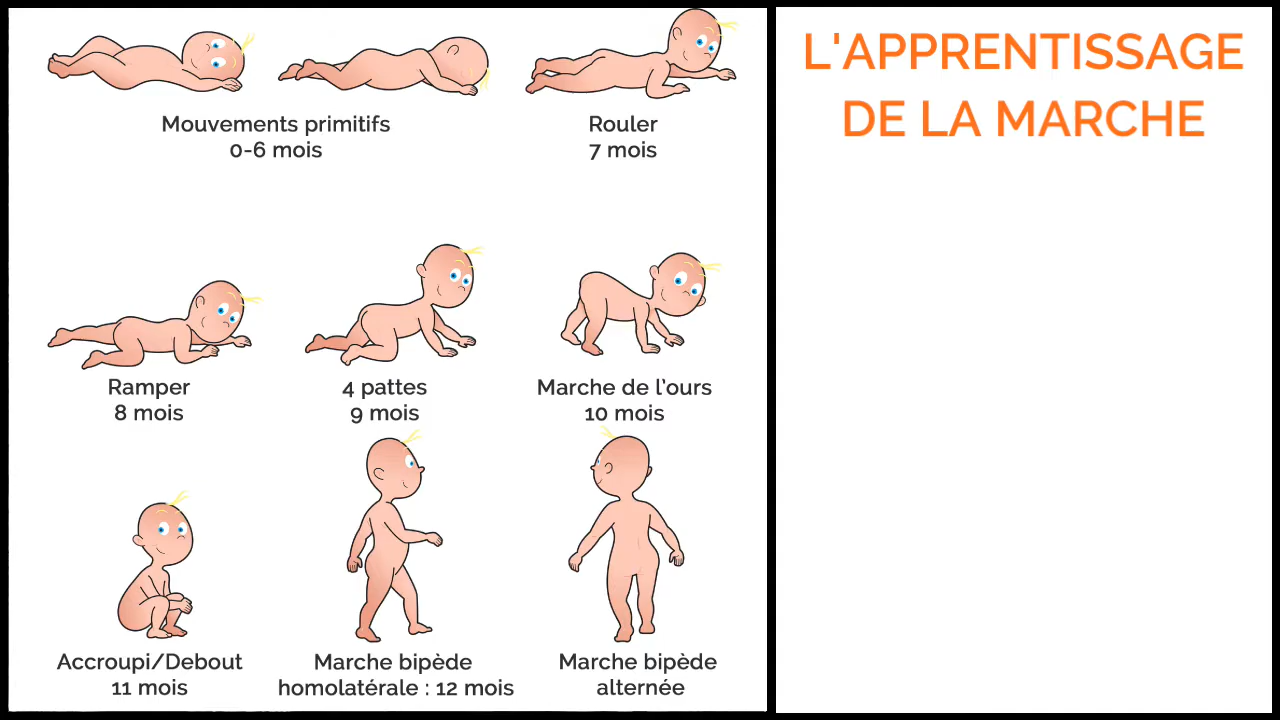 L'APPRENTISSAGE
DE LA MARCHE
Mouvements primitifs
0-6 mois
Rouler
7 mois
Ramper
8 mois
4 pattes
9 mois
Marche de l’ours
10 mois
Accroupi/Debout
11 mois
Marche bipède
homolatérale : 12 mois
Marche bipède
alternée